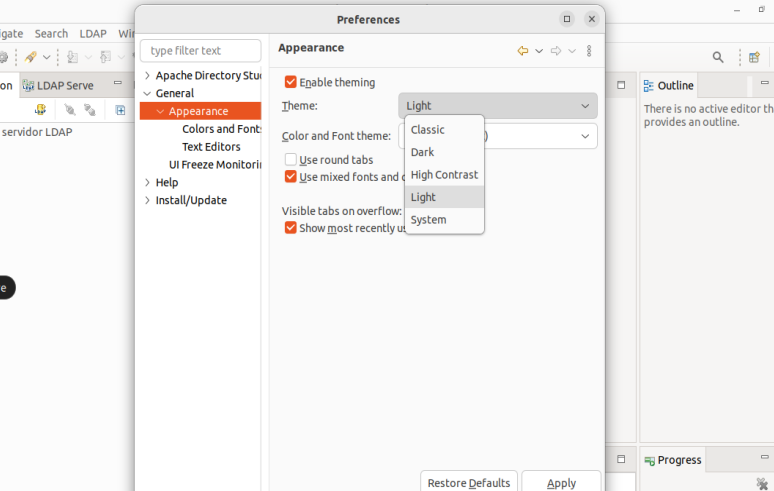 Preferences
igate Search LDAP Wi
on LDAP Serve
servidor LDAP
e
type filter text
Apache Directory Stu
General
Appearance
Colors and Font
Text Editors
UI Freeze Monitori
Help
Install/Update
Appearance
Enable theming
Theme: Light
Classic
Dark
High Contrast
Light
System
Color and Font theme: )
Use round tabs
Use mixed fonts and c
Visible tabs on overflow:
Show most recently us
Restore Defaults Apply
Outline
There is no active editor th
provides an outline.
Progress